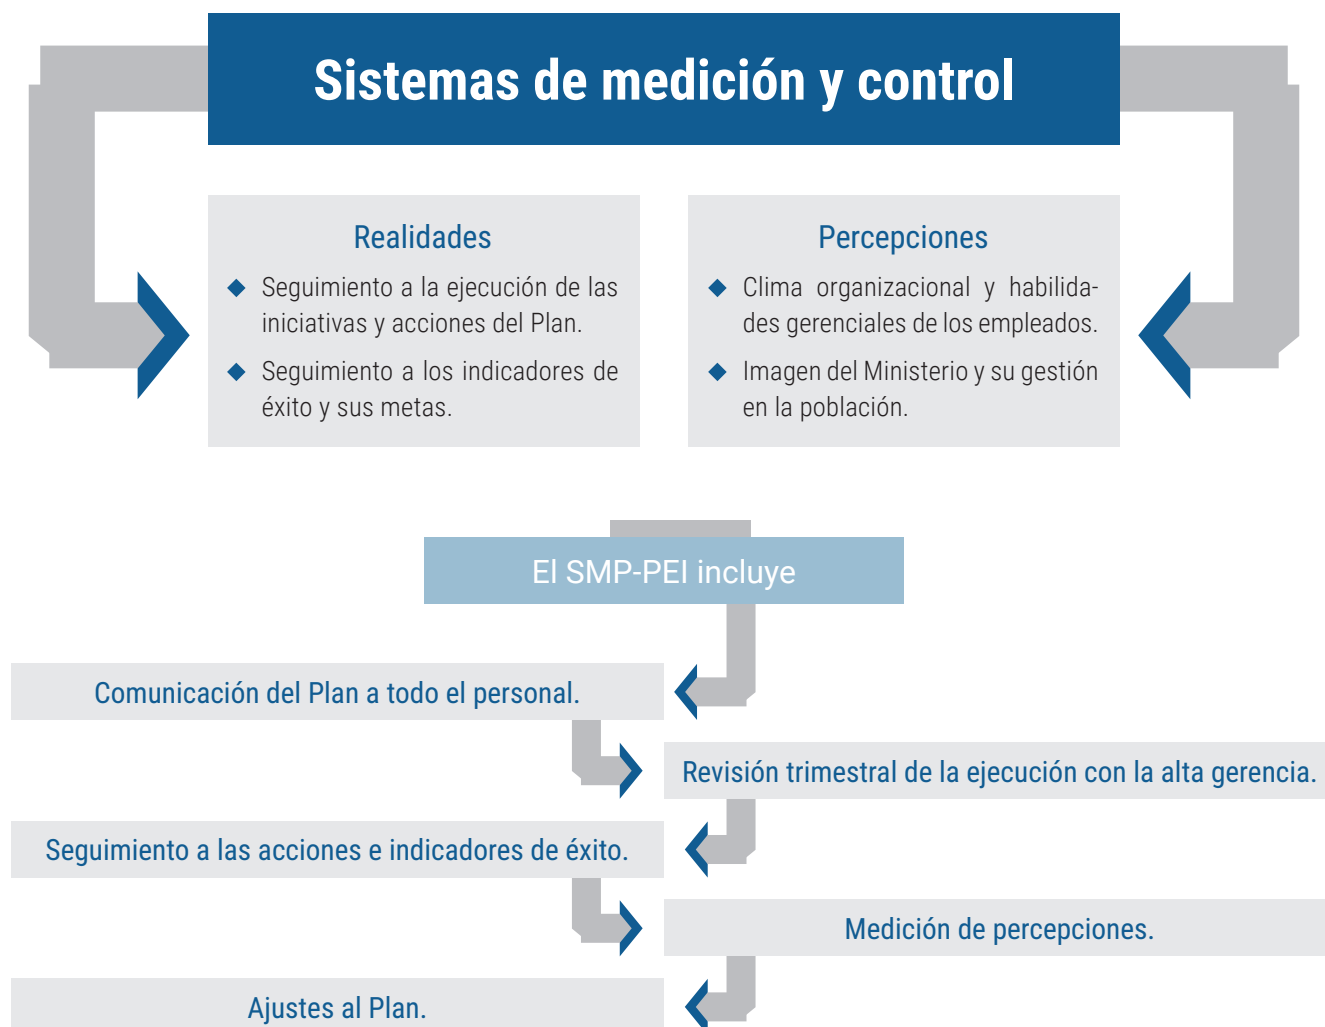 Sistemas de medición y control
Realidades
◆ Seguimiento a la ejecución de las
iniciativas y acciones del Plan.
◆ Seguimiento a los indicadores de
éxito y sus metas.
Percepciones
◆ Clima organizacional y habilida-
des gerenciales de los empleados.
◆ Imagen del Ministerio y su gestión
en la población.
El SMP-PEI incluye
Comunicación del Plan a todo el personal.
Revisión trimestral de la ejecución con la alta gerencia.
Seguimiento a las acciones e indicadores de éxito.
Medición de percepciones.
Ajustes al Plan.